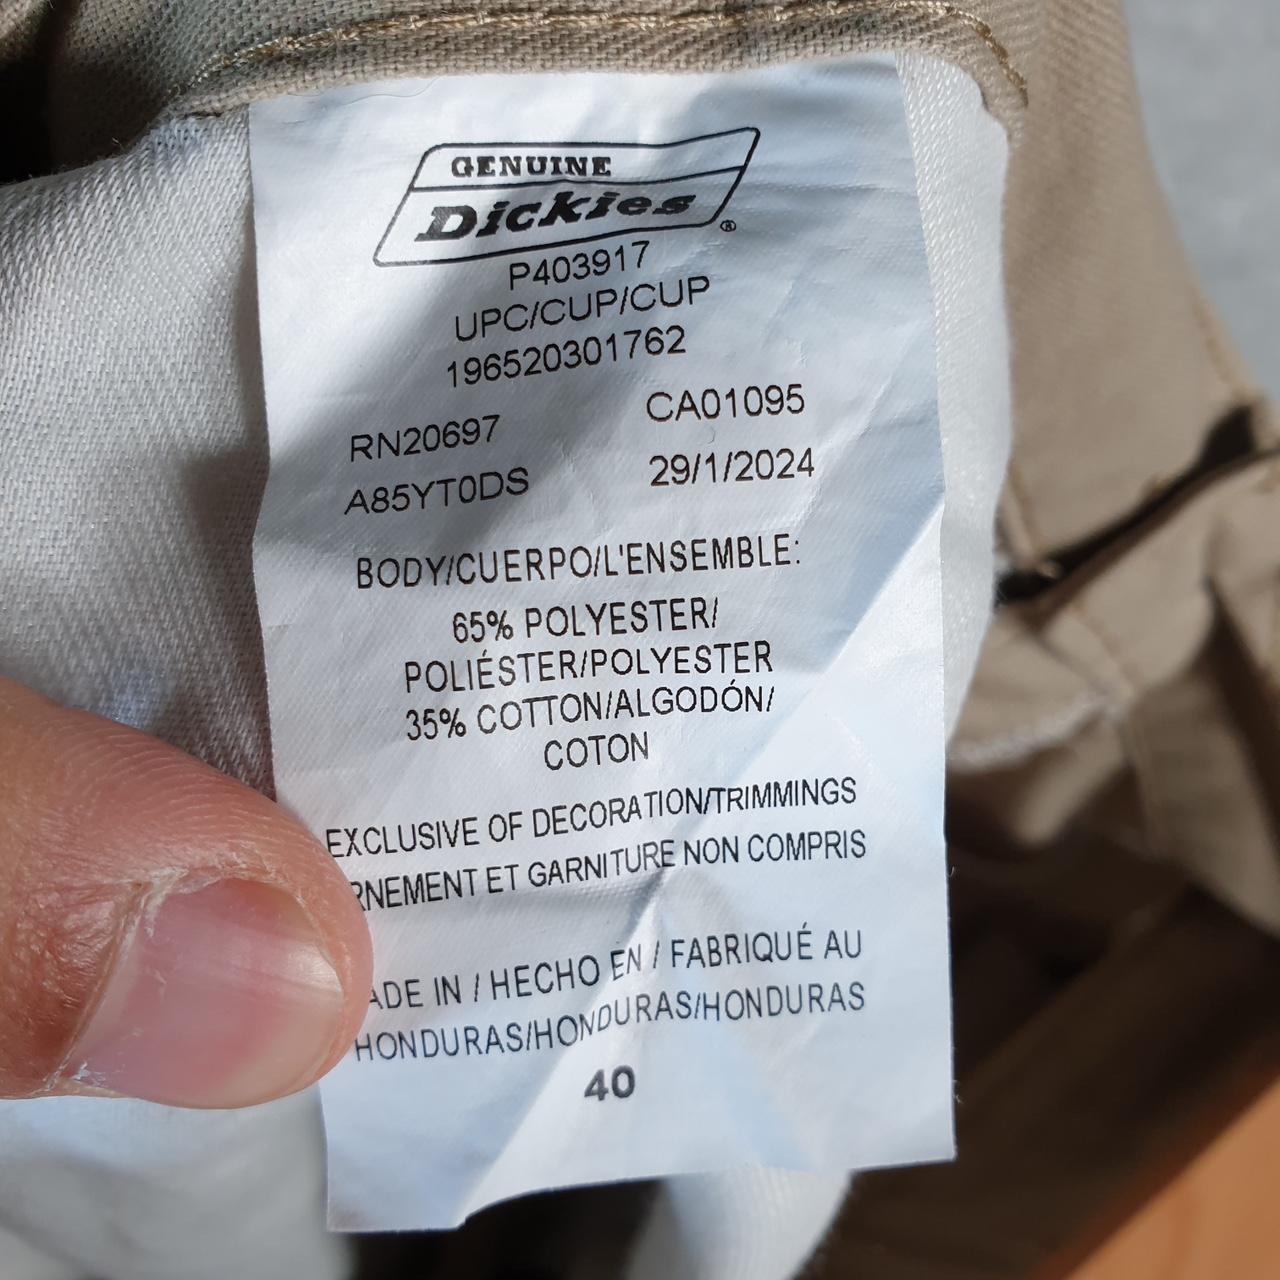 GENUINE
Dickies®
P403917
UPC/CUP/CUP
196520301762
RN20697 CA01095
A85YT0DS 29/1/2024
BODY/CUERPO/L'ENSEMBLE:
65% POLYESTER/
POLIÉSTER/POLYESTER
35% COTTON/ALGODÓN/
COTON
EXCLUSIVE OF DECORATION/TRIMMINGS
RNEMENT ET GARNITURE NON COMPRIS
ADE IN / HECHO EN / FABRIQUÉ AU
HONDURAS/HONDURAS/HONDURAS
40